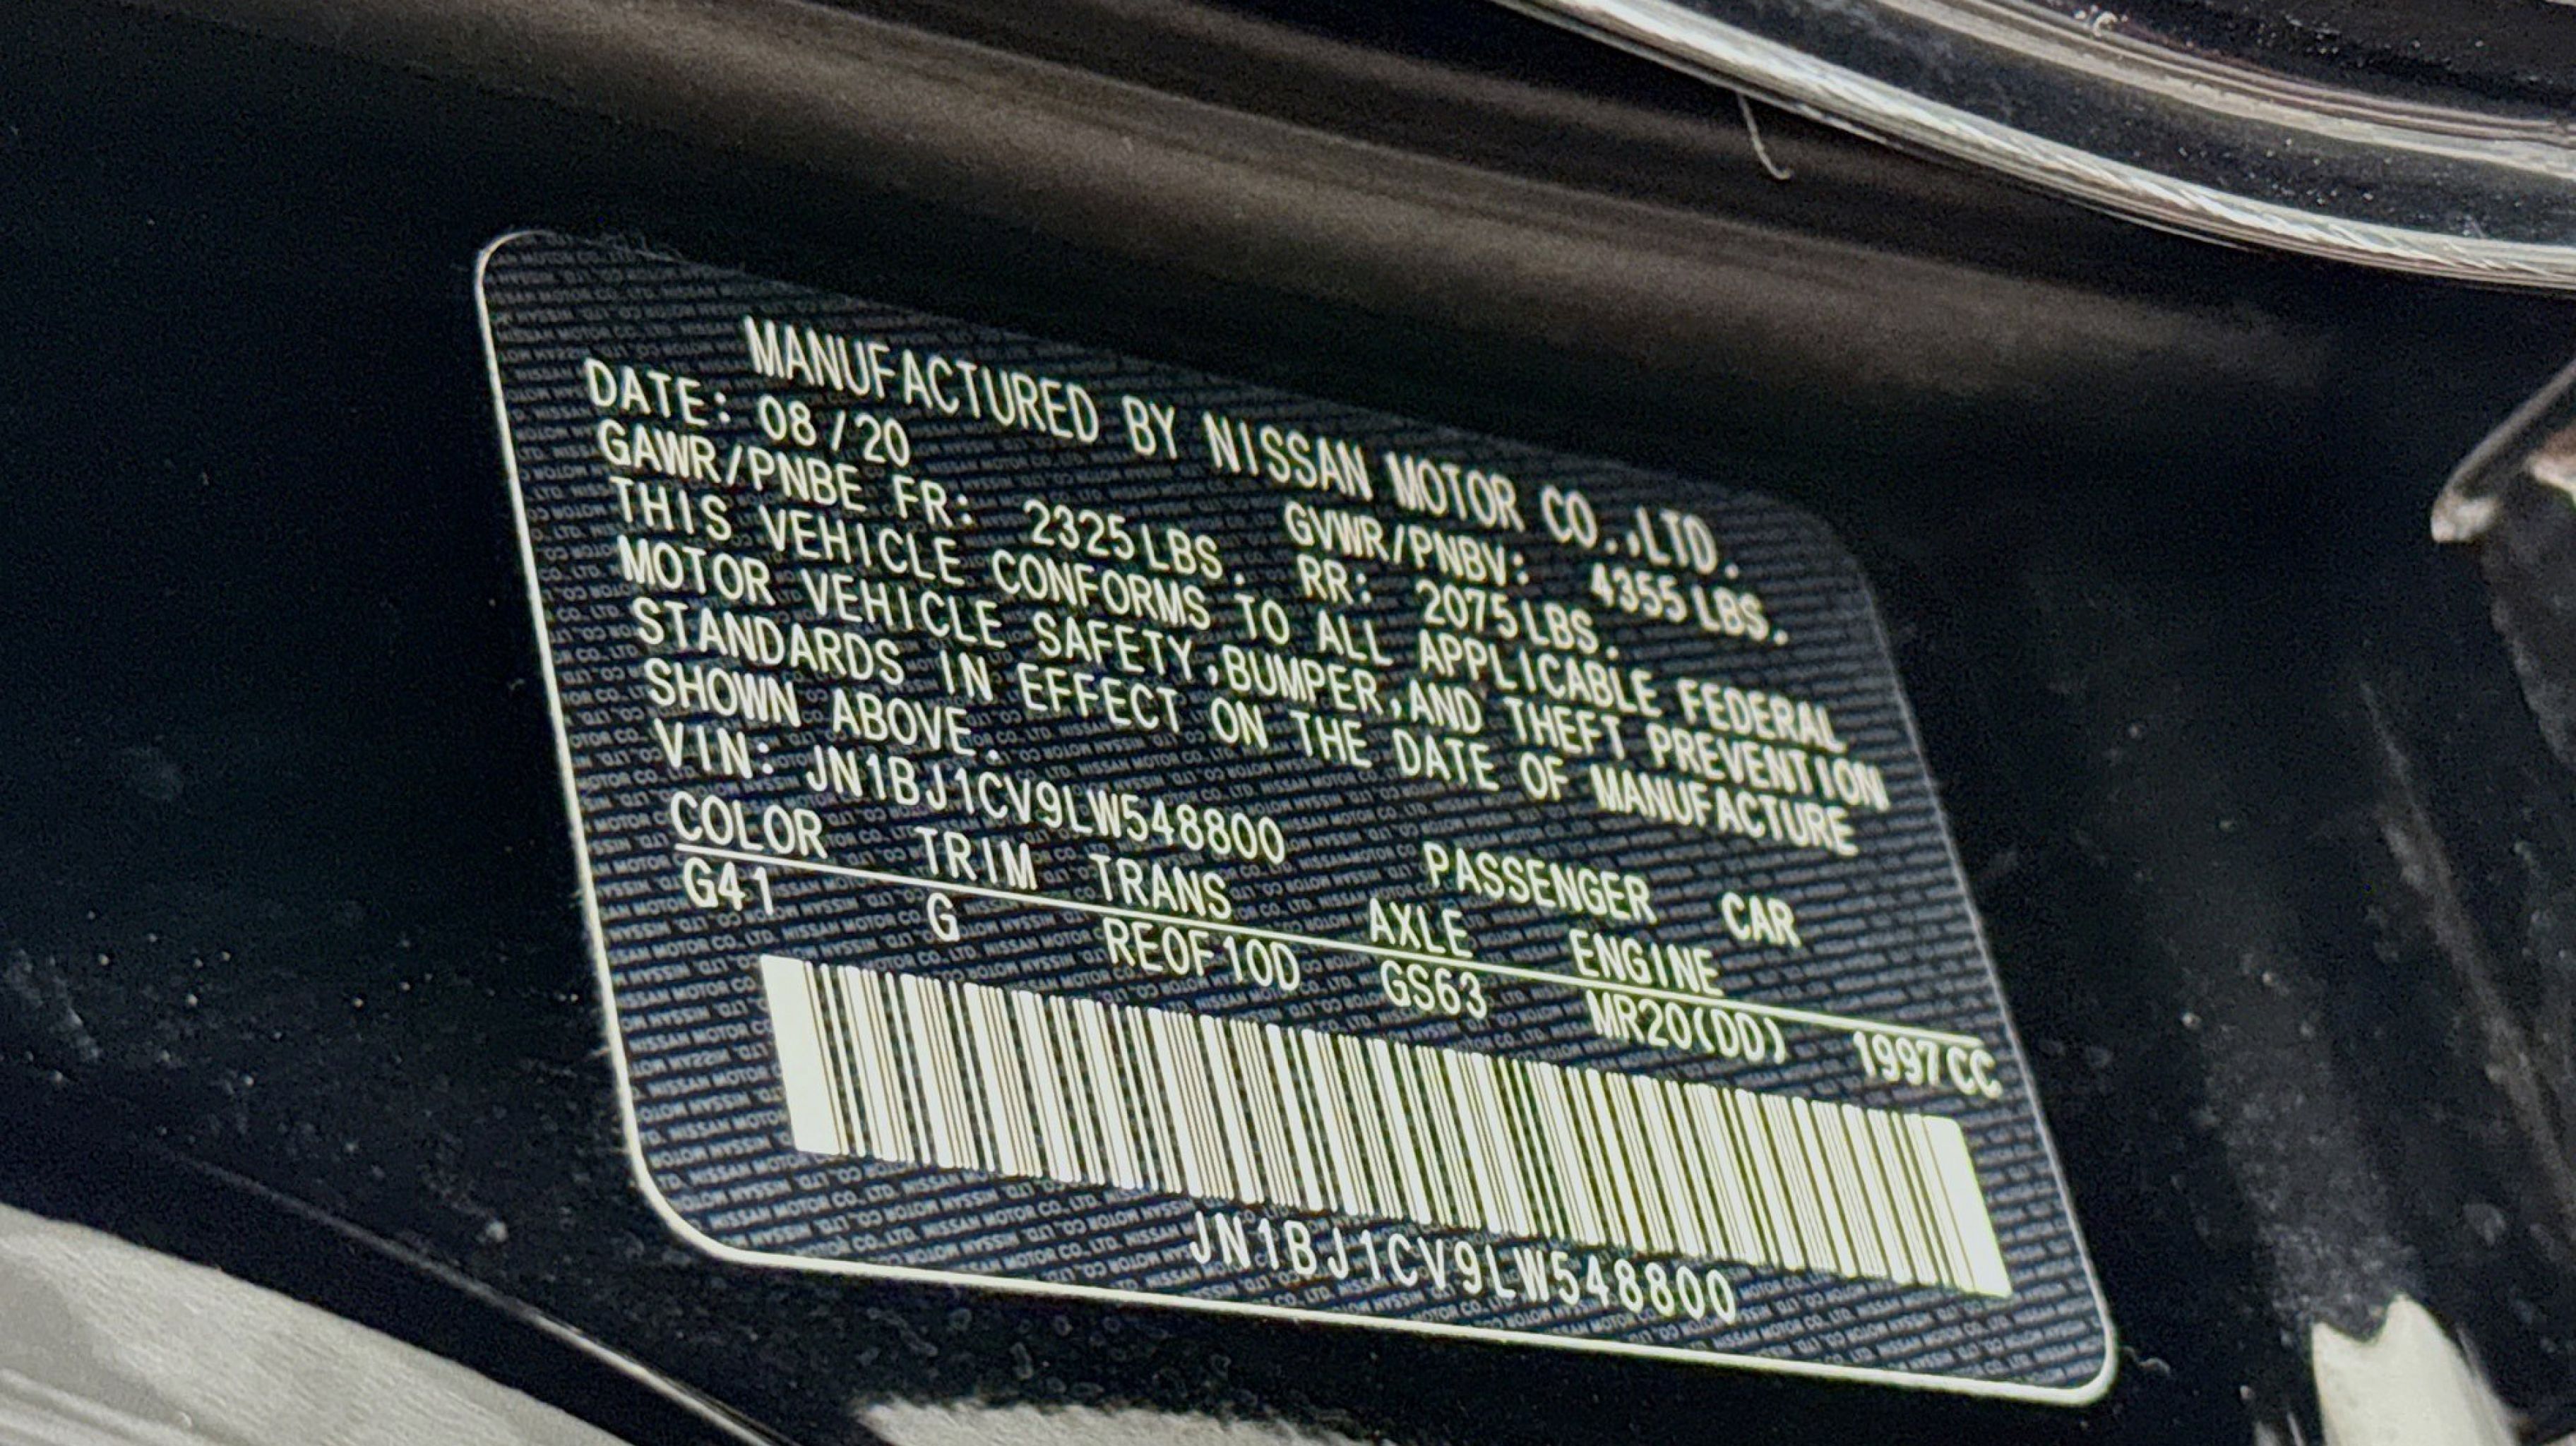 MANUFACTURED BY NISSAN MOTOR CO.,LTD.
DATE: 08/20 GVWR/PNBV: 4355 LBS.
GAWR/PNBE FR: 2325 LBS. RR: 2075 LBS.
THIS VEHICLE CONFORMS TO ALL APPLICABLE FEDERAL
MOTOR VEHICLE SAFETY,BUMPER,AND THEFT PREVENTION
STANDARDS IN EFFECT ON THE DATE OF MANUFACTURE
SHOWN ABOVE.
VIN: JN1BJ1CV9LW548800 PASSENGER CAR
COLOR TRIM TRANS AXLE ENGINE
G41 G RE0F10D GS63 MR20(DD) 1997CC
JN1BJ1CV9LW548800